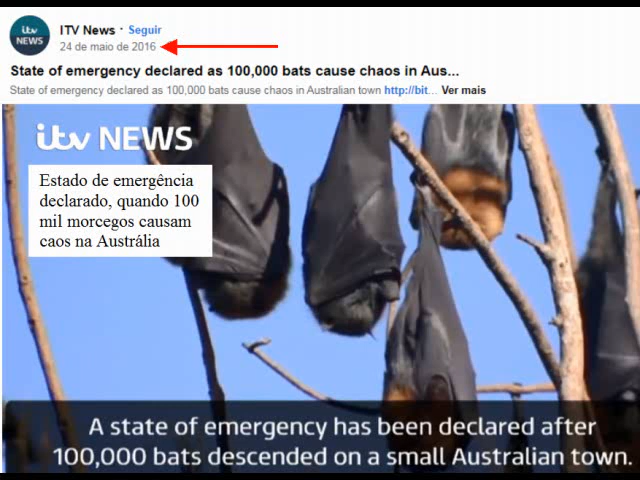 itv NEWS
ITV News · Seguir
24 de maio de 2016
State of emergency declared as 100,000 bats cause chaos in Aus...
State of emergency declared as 100,000 bats cause chaos in Australian town http://bit... Ver mais
itv NEWS
Estado de emergência
declarado, quando 100
mil morcegos causam
caos na Austrália
A state of emergency has been declared after
100,000 bats descended on a small Australian town.